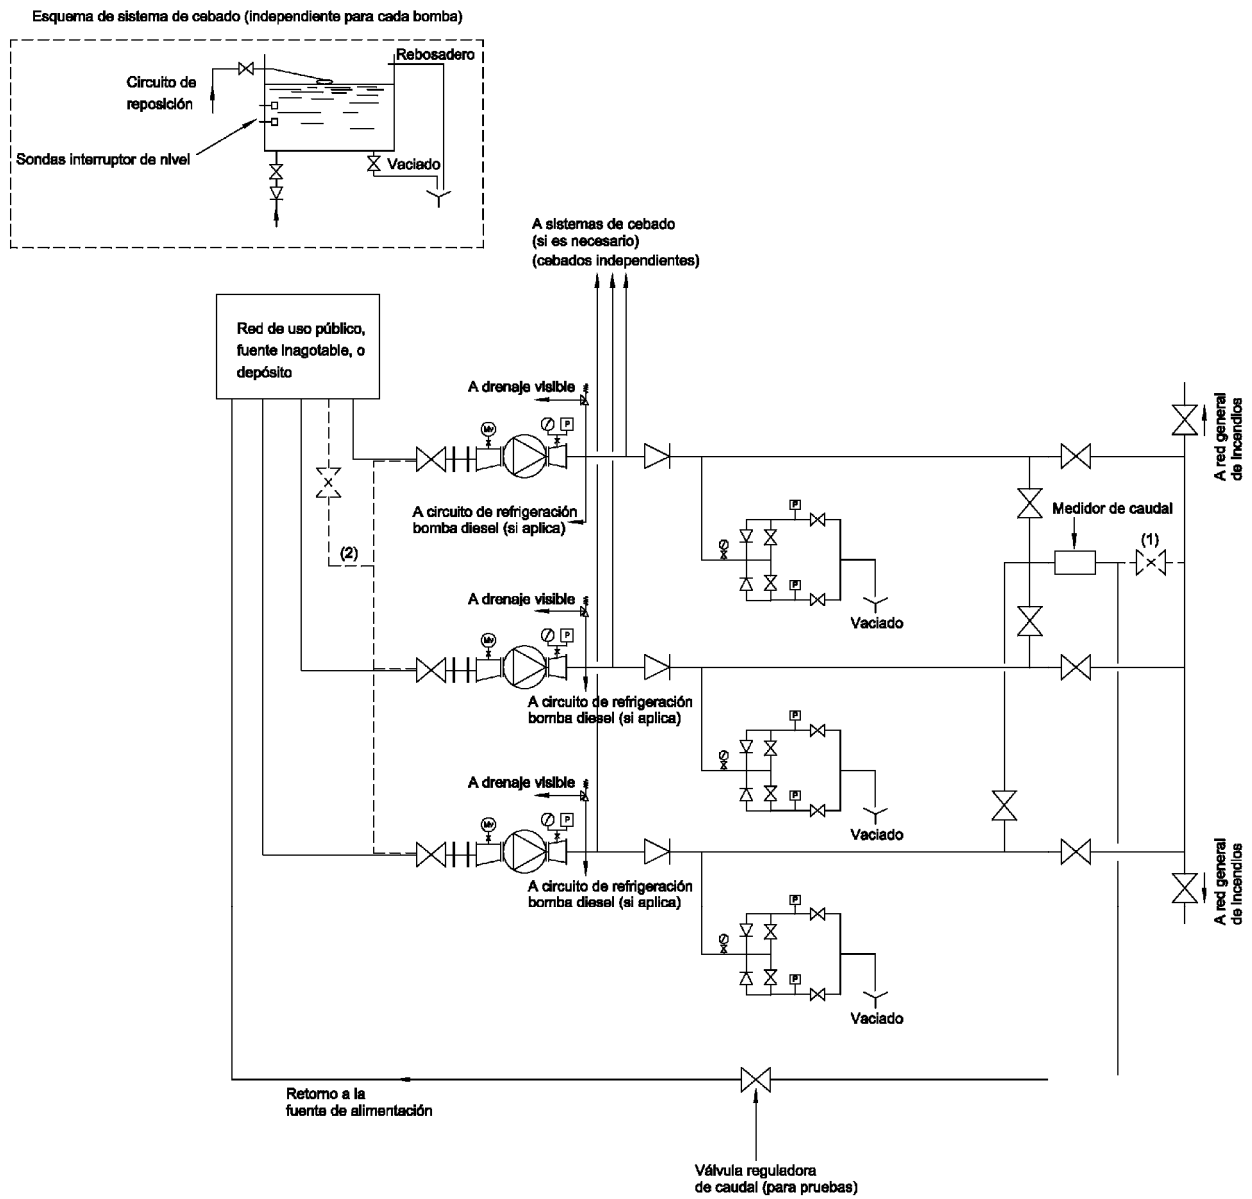 Esquema de sistema de cebado (independiente para cada bomba)
Rebosadero
Circuito de
reposición
Sondas interruptor de nivel
Vaciado
A sistemas de cebado
(si es necesario)
(cebados independientes)
Red de uso público,
fuente inagotable, o
depósito
A drenaje visible
Mv
P
A circuito de refrigeración
bomba diesel (si aplica)
(2)
A red general
de incendios
Medidor de caudal
(1)
P
P
Vaciado
A drenaje visible
Mv
P
A circuito de refrigeración
bomba diesel (si aplica)
P
P
Vaciado
A drenaje visible
Mv
P
A circuito de refrigeración
bomba diesel (si aplica)
A red general
de incendios
P
P
Vaciado
Retorno a la
fuente de alimentación
Válvula reguladora
de caudal (para pruebas)